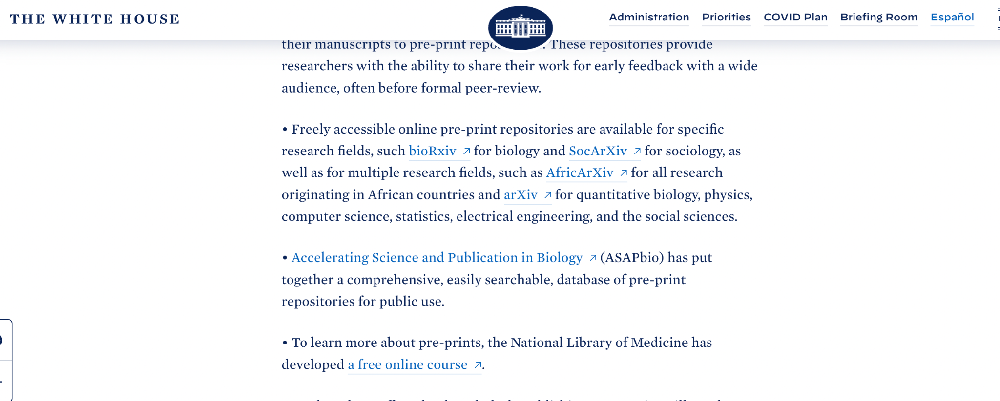 THE WHITE HOUSE
Administration Priorities COVID Plan Briefing Room Español
their manuscripts to pre-print These repositories provide
researchers with the ability to share their work for early feedback with a wide
audience, often before formal peer-review.
• Freely accessible online pre-print repositories are available for specific
research fields, such bioRxiv ↗ for biology and SocArXiv ↗ for sociology, as
well as for multiple research fields, such as AfricArXiv ↗ for all research
originating in African countries and arXiv ↗ for quantitative biology, physics,
computer science, statistics, electrical engineering, and the social sciences.
• Accelerating Science and Publication in Biology ↗ (ASAPbio) has put
together a comprehensive, easily searchable, database of pre-print
repositories for public use.
• To learn more about pre-prints, the National Library of Medicine has
developed a free online course ↗.